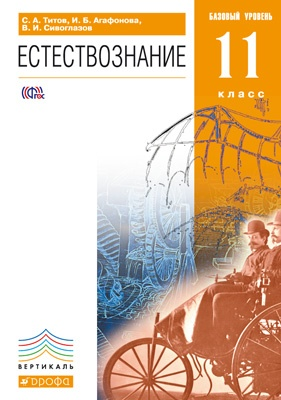 С. А. Титов, И. Б. Агафонова,
В. И. Сивоглазов
БАЗОВЫЙ УРОВЕНЬ
ЕСТЕСТВОЗНАНИЕ
11
класс
ФГОС
ВЕРТИКАЛЬ
ДРОФА